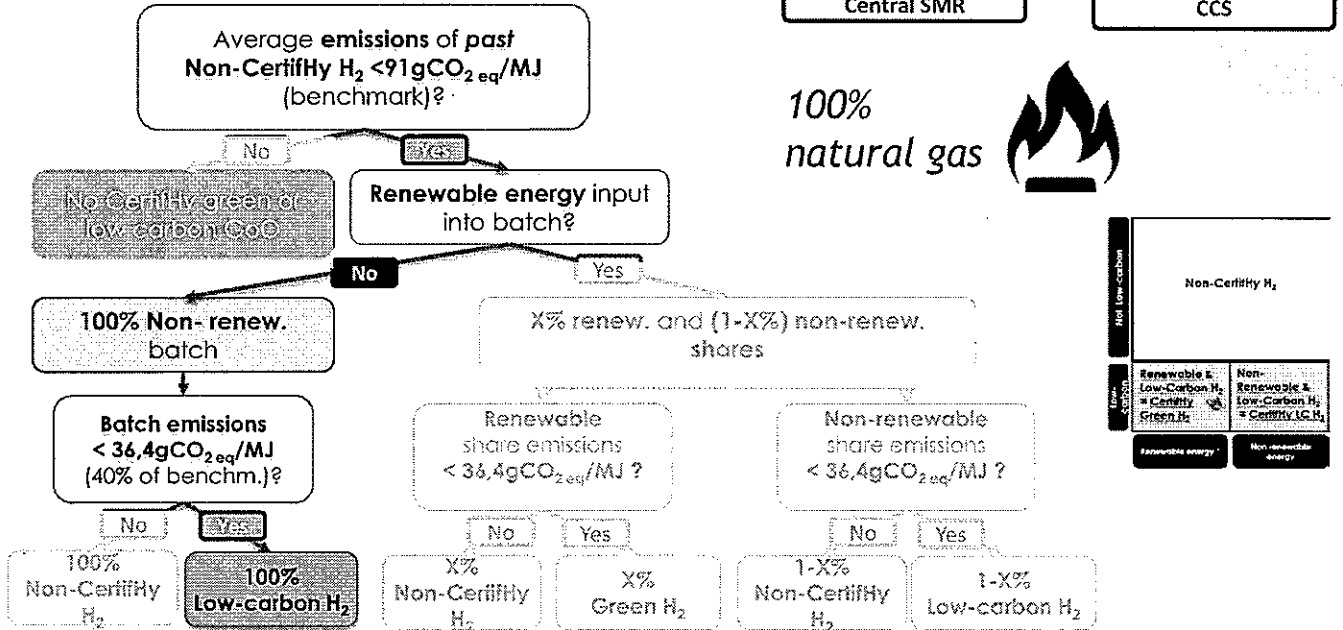 Central SMR
CCS
Average emissions of past
Non-CertifHy H₂ <91gCO₂ eq/MJ
(benchmark)?
100%
natural gas
No
Yes
No CertifHy green or
low carbon GoO
Renewable energy input
into batch?
No
Yes
100% Non- renew.
batch
X% renew. and (1-X%) non-renew.
shares
Not Low-carbon
Non-CertifHy H₂
Low-carbon
Renewable &
Low-Carbon H₂
= CertifHy
Green H₂
Non-
Renewable &
Low-Carbon H₂
= CertifHy LC H₂
Renewable energy
Non-renewable
energy
Batch emissions
< 36,4gCO₂ eq/MJ
(40% of benchm.)?
Renewable
share emissions
< 36,4gCO₂ eq/MJ ?
Non-renewable
share emissions
< 36,4gCO₂ eq/MJ ?
No
Yes
No
Yes
No
Yes
100%
Non-CertifHy
H₂
100%
Low-carbon H₂
X%
Non-CertifHy
H₂
X%
Green H₂
1-X%
Non-CertifHy
H₂
1-X%
Low-carbon H₂